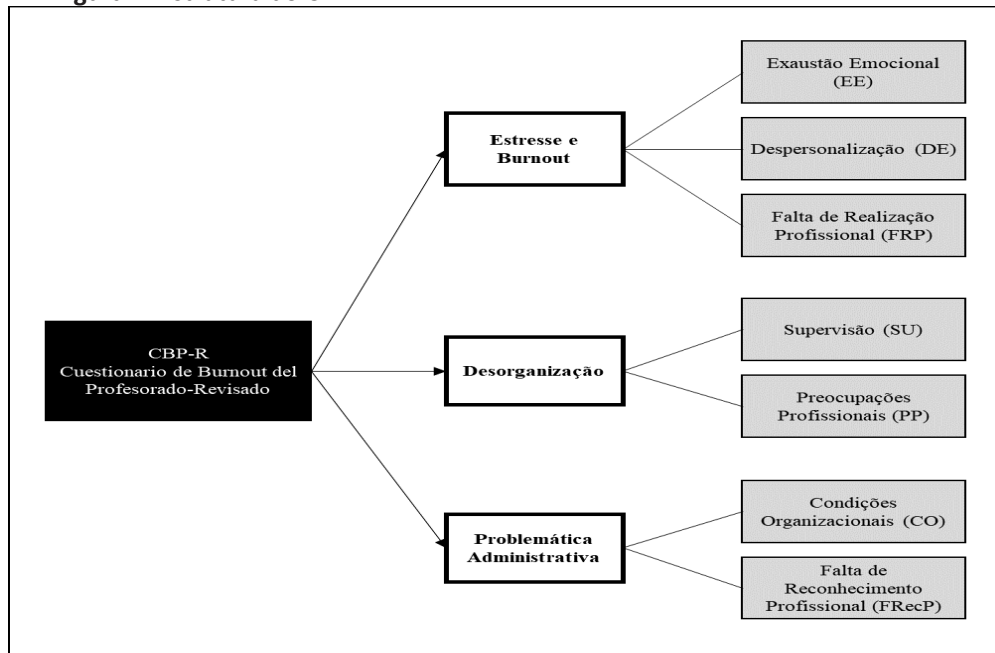 CBP-R
Cuestionario de Burnout del
Profesorado-Revisado
Estresse e
Burnout
Exaustão Emocional
(EE)
Despersonalização (DE)
Falta de Realização
Profissional (FRP)
Desorganização
Supervisão (SU)
Preocupações
Profissionais (PP)
Problemática
Administrativa
Condições
Organizacionais (CO)
Falta de
Reconhecimento
Profissional (FRecP)